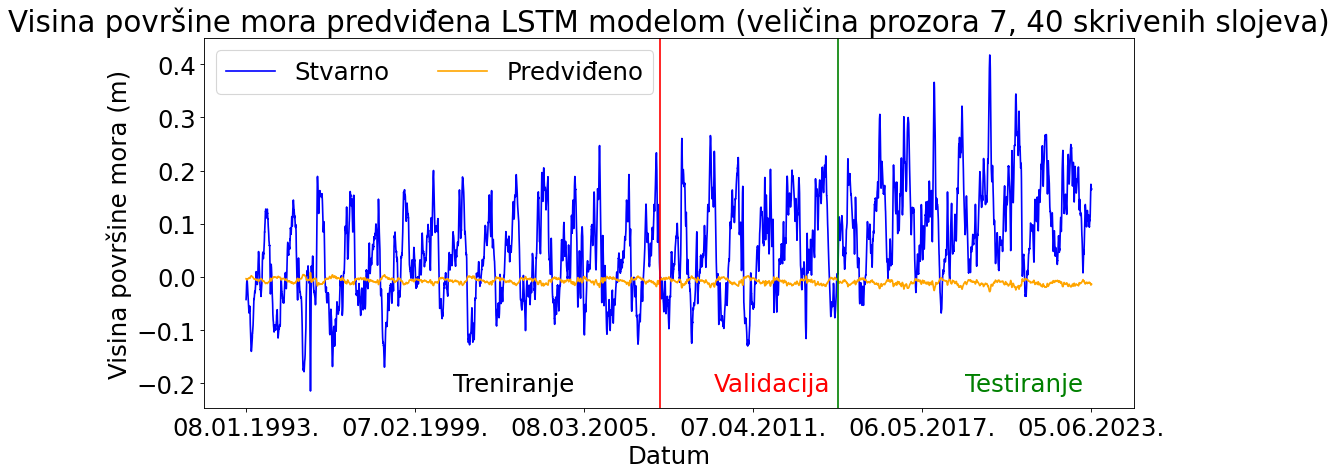 Visina površine mora predviđena LSTM modelom (veličina prozora 7, 40 skrivenih slojeva)
Stvarno Predviđeno
Visina površine mora (m)
0.4
0.3
0.2
0.1
0.0
−0.1
−0.2
Treniranje Validacija Testiranje
08.01.1993. 07.02.1999. 08.03.2005. 07.04.2011. 06.05.2017. 05.06.2023.
Datum